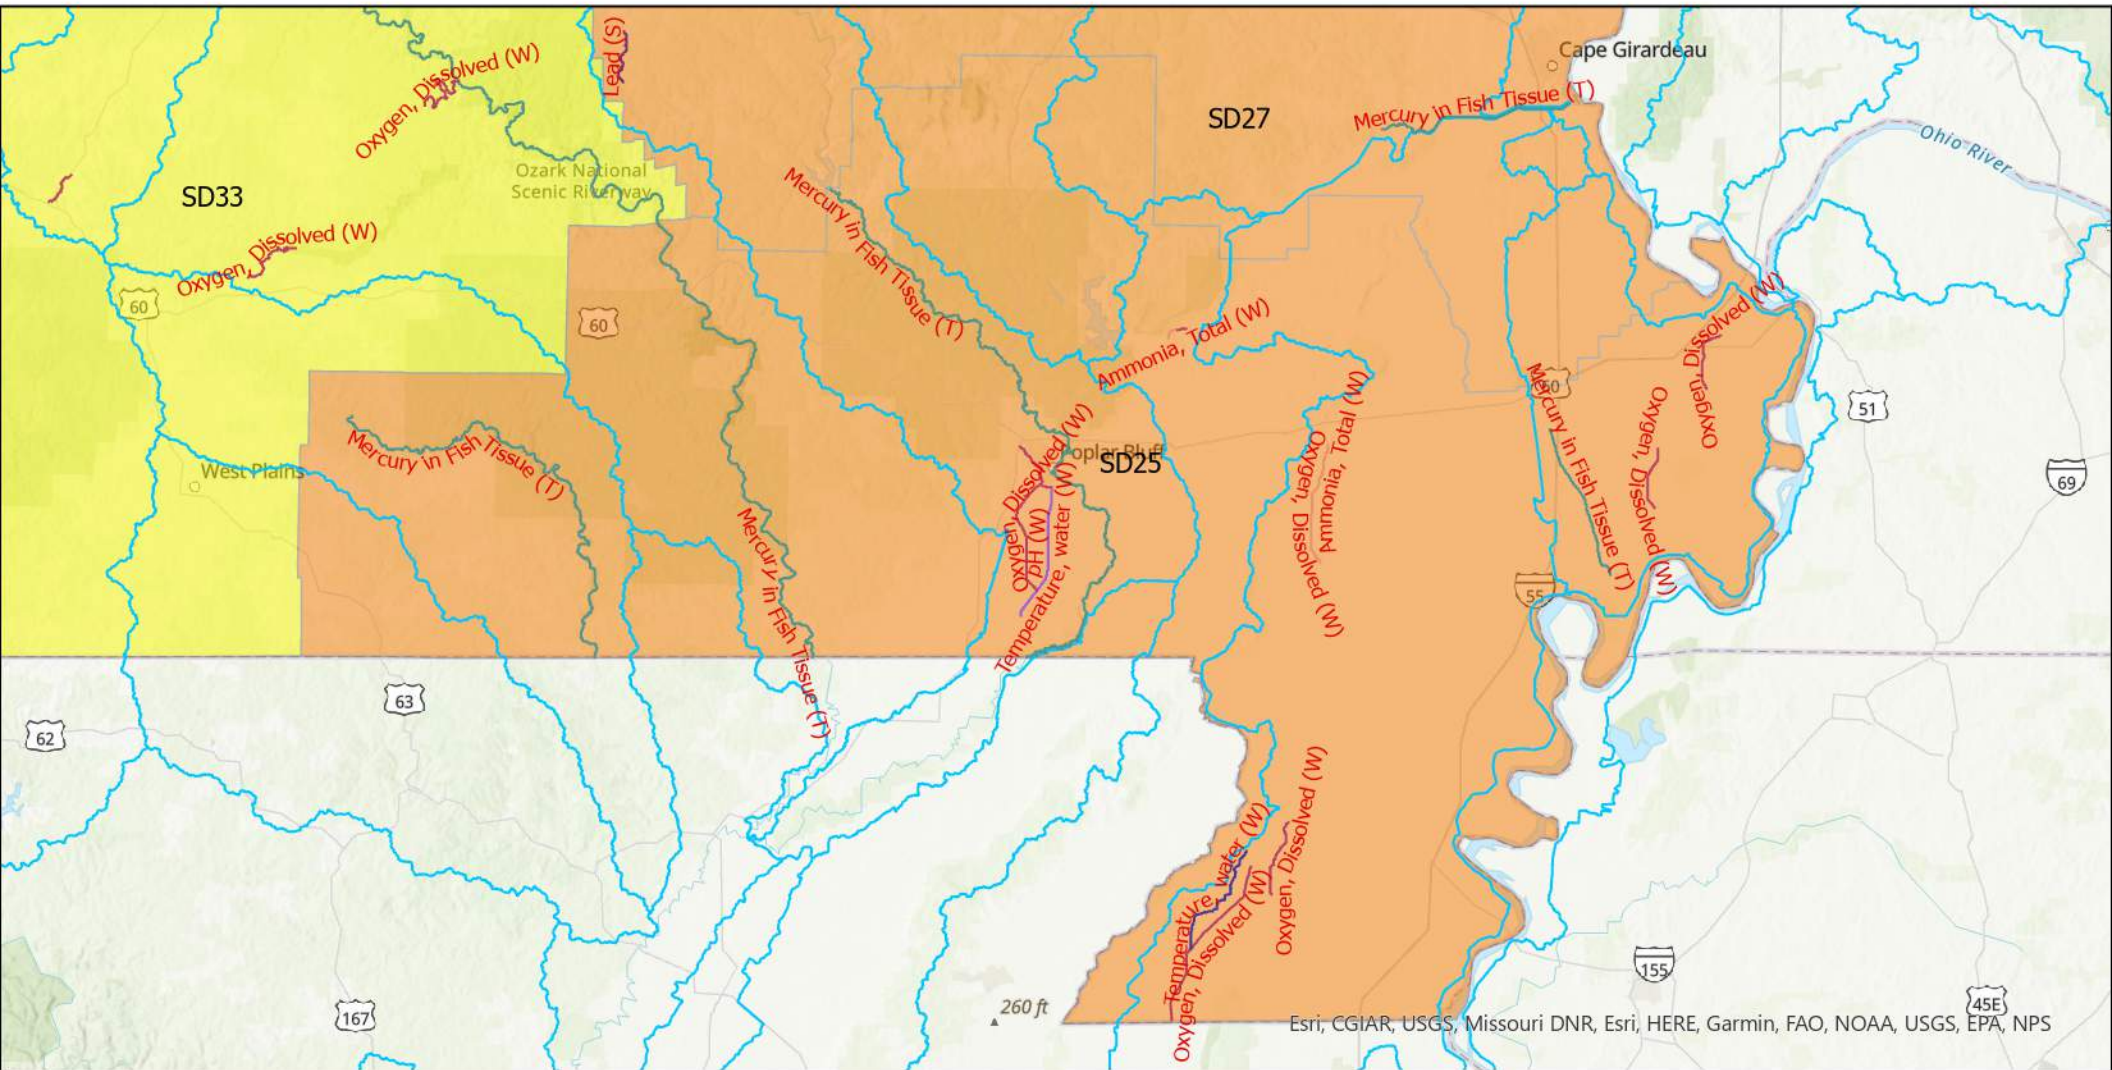 Lead (S)
Cape Girardeau
Oxygen, Dissolved (W)
Mercury in Fish Tissue (T)
SD27
Ohio River
Ozark National
Scenic Riverway
SD33
Mercury in Fish Tissue (T)
Oxygen, Dissolved (W)
60
60
Ammonia, Total (W)
Oxygen, Dissolved (W)
60
51
Mercury in Fish Tissue (T)
West Plains
Oxygen, Dissolved (W)
SD25
Ammonia, Total (W)
Oxygen, Dissolved (W)
Mercury in Fish Tissue (T)
Oxygen, Dissolved (W)
69
pH (W)
Temperature, water (W)
Mercury in Fish Tissue (T)
55
63
62
Temperature, water (W)
Oxygen, Dissolved (W)
Oxygen, Dissolved (W)
155
167
260 ft
45E
Esri, CGIAR, USGS, Missouri DNR, Esri, HERE, Garmin, FAO, NOAA, USGS, EPA, NPS